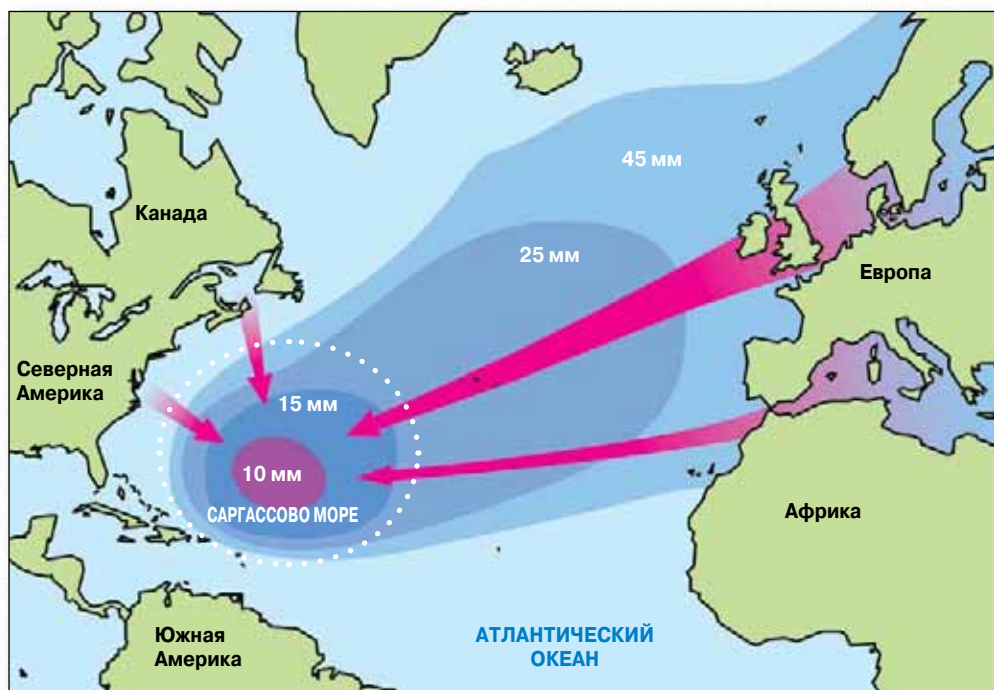 45 мм
Канада
25 мм
Европа
Северная
Америка
15 мм
10 мм
САРГАССОВО МОРЕ
Африка
Южная
Америка
АТЛАНТИЧЕСКИЙ
ОКЕАН